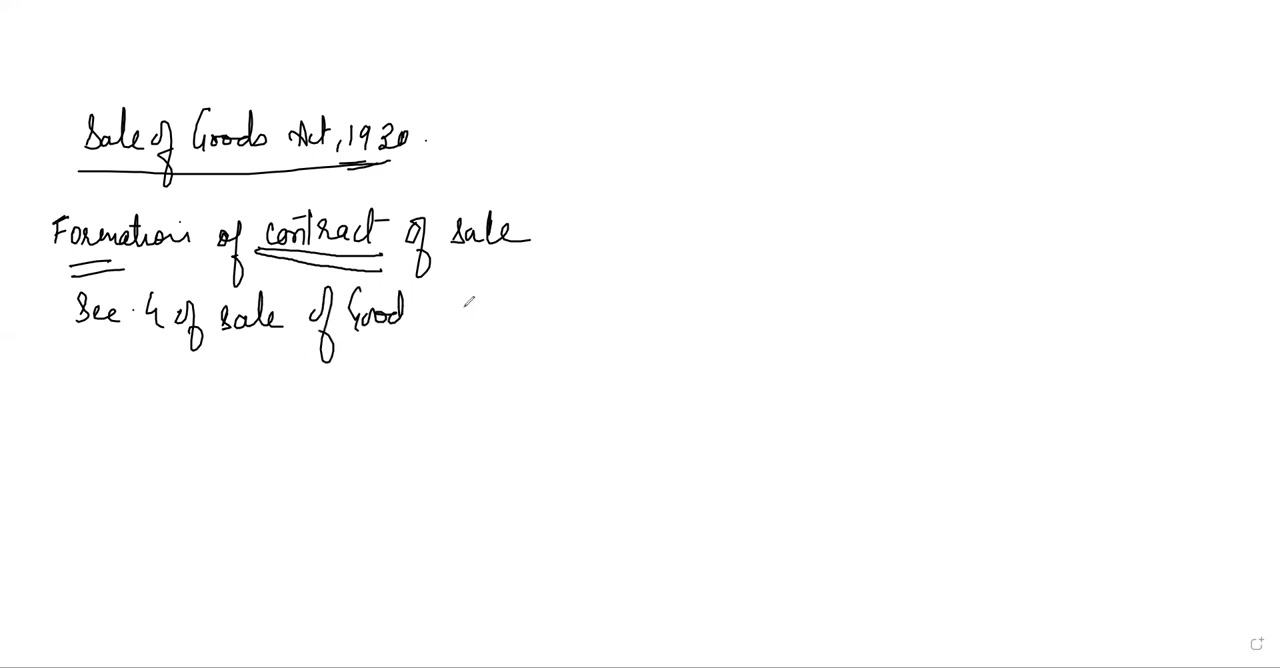 Sale of Goods Act, 1930.
Formation of contract of sale
Sec. 4 of sale of Good